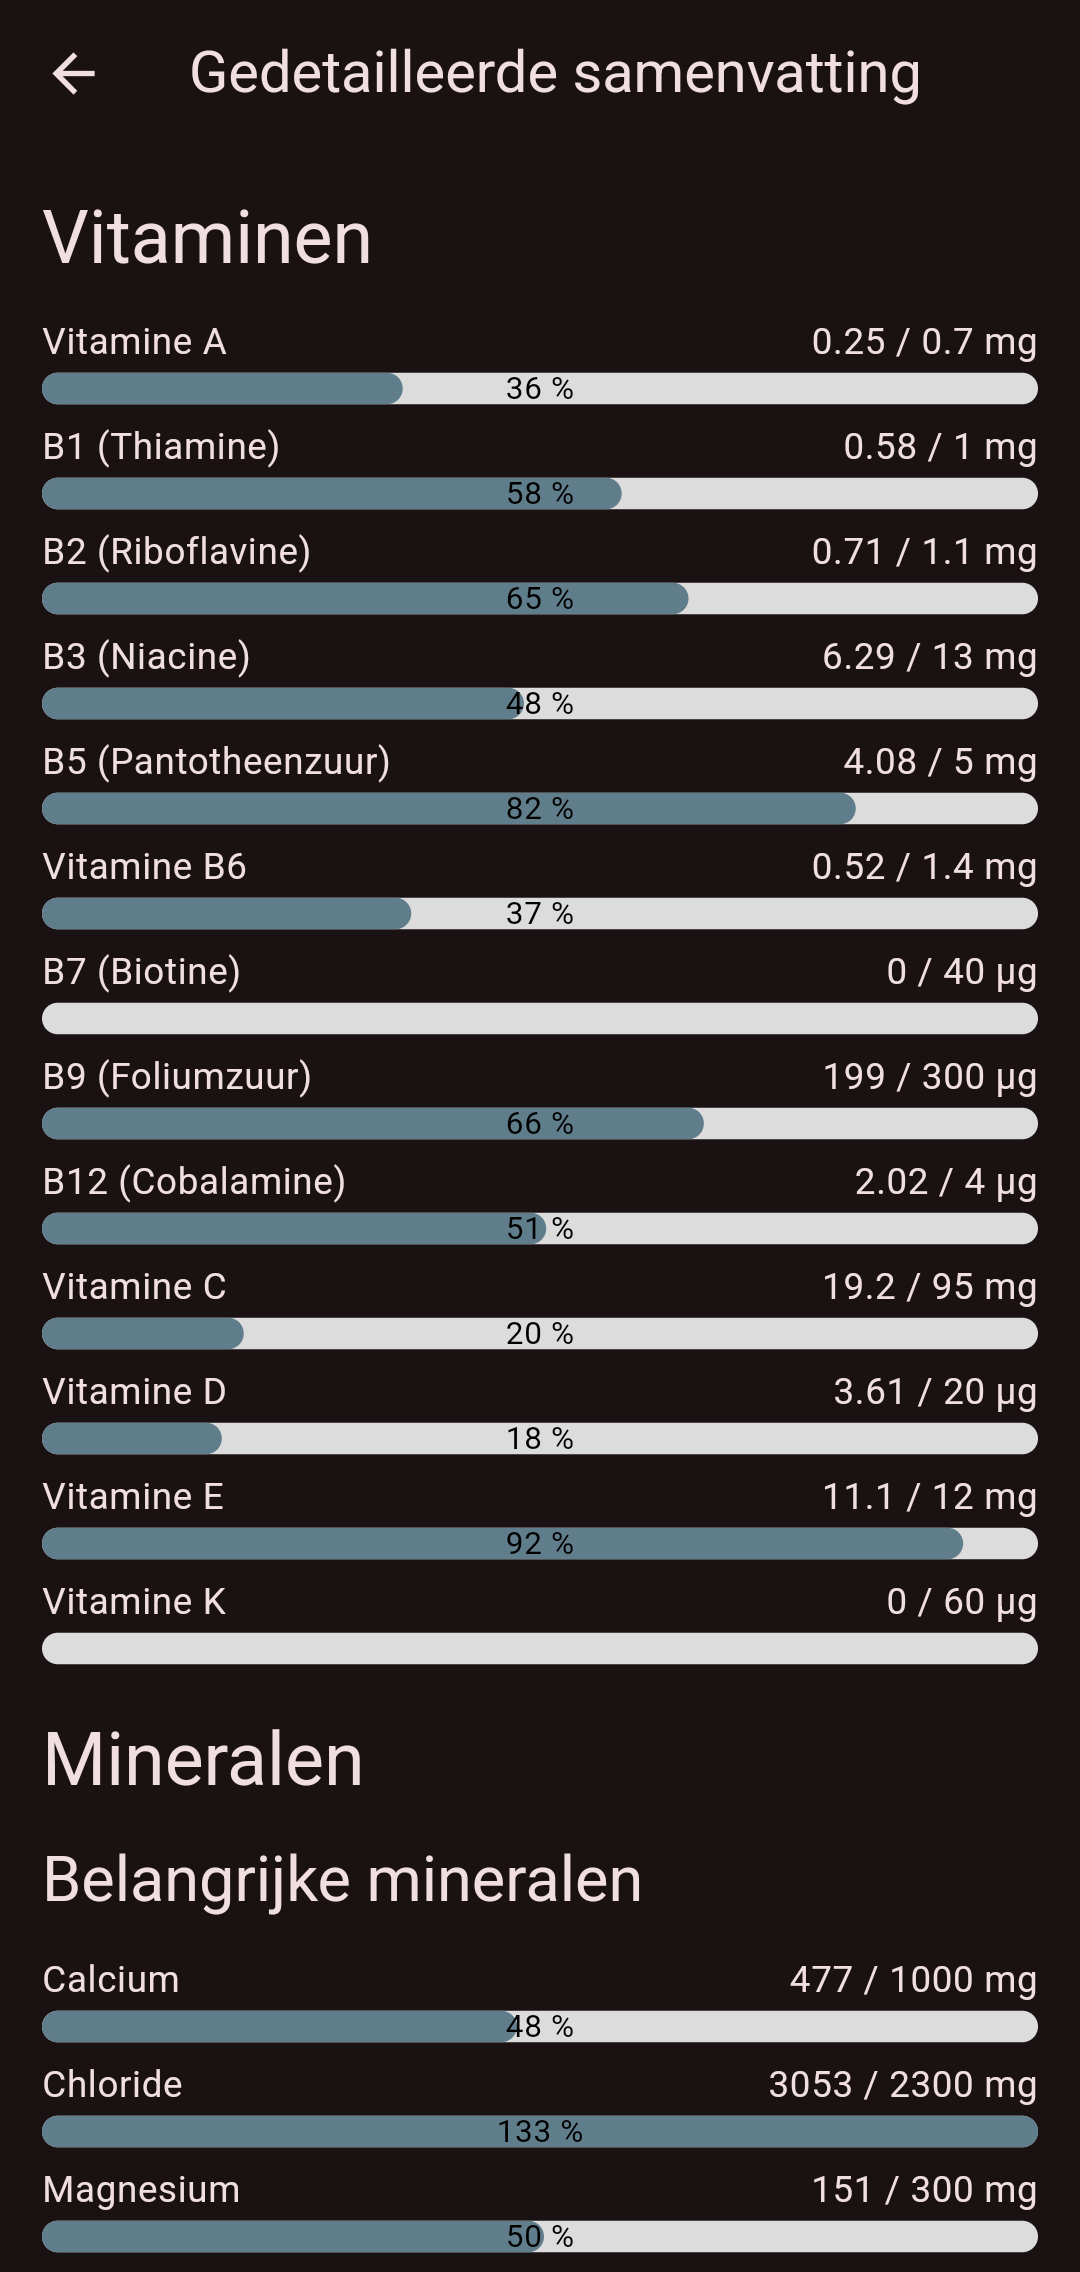 Gedetailleerde samenvatting
Vitaminen
Vitamine A 0.25 / 0.7 mg
36 %
B1 (Thiamine) 0.58 / 1 mg
58 %
B2 (Riboflavine) 0.71 / 1.1 mg
65 %
B3 (Niacine) 6.29 / 13 mg
48 %
B5 (Pantotheenzuur) 4.08 / 5 mg
82 %
Vitamine B6 0.52 / 1.4 mg
37 %
B7 (Biotine) 0 / 40 µg
B9 (Foliumzuur) 199 / 300 µg
66 %
B12 (Cobalamine) 2.02 / 4 µg
51 %
Vitamine C 19.2 / 95 mg
20 %
Vitamine D 3.61 / 20 µg
18 %
Vitamine E 11.1 / 12 mg
92 %
Vitamine K 0 / 60 µg
Mineralen
Belangrijke mineralen
Calcium 477 / 1000 mg
48 %
Chloride 3053 / 2300 mg
133 %
Magnesium 151 / 300 mg
50 %